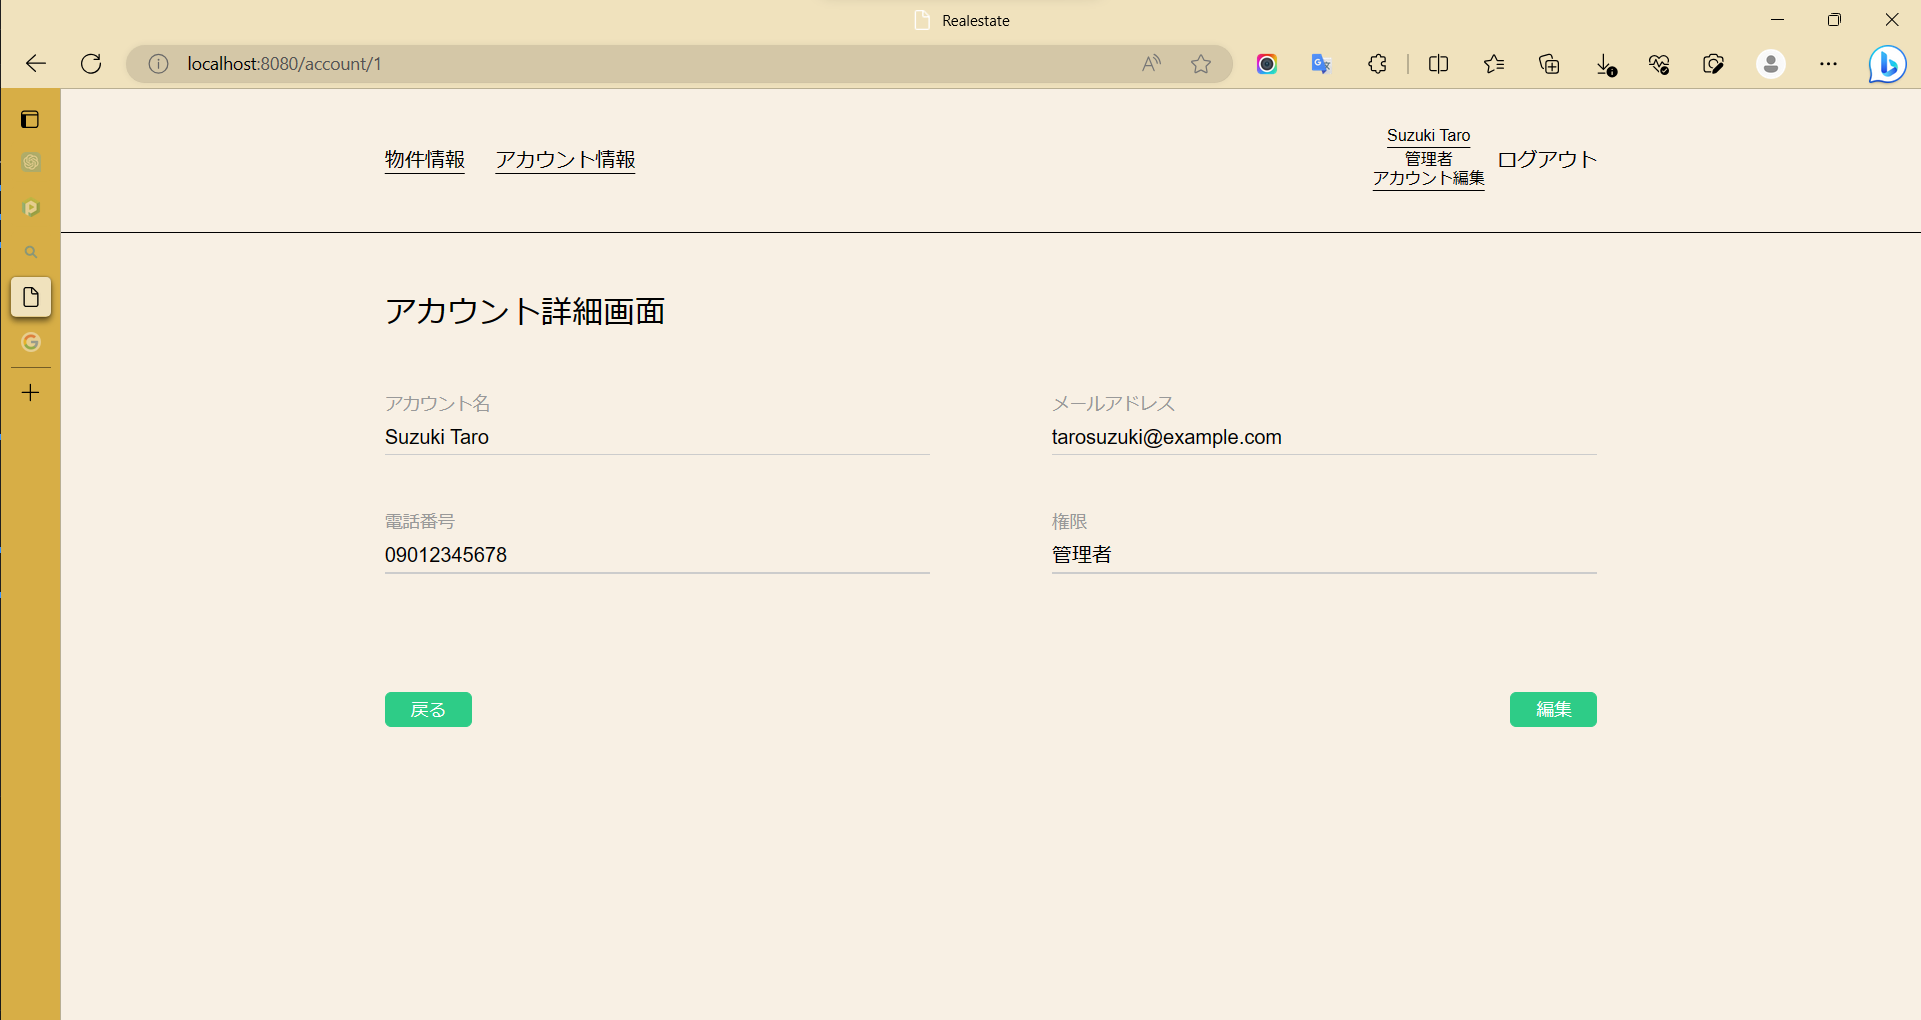 Realestate
localhost:8080/account/1
物件情報 アカウント情報
Suzuki Taro
管理者
アカウント編集
ログアウト
アカウント詳細画面
アカウント名
Suzuki Taro
メールアドレス
tarosuzuki@example.com
電話番号
09012345678
権限
管理者
戻る
編集